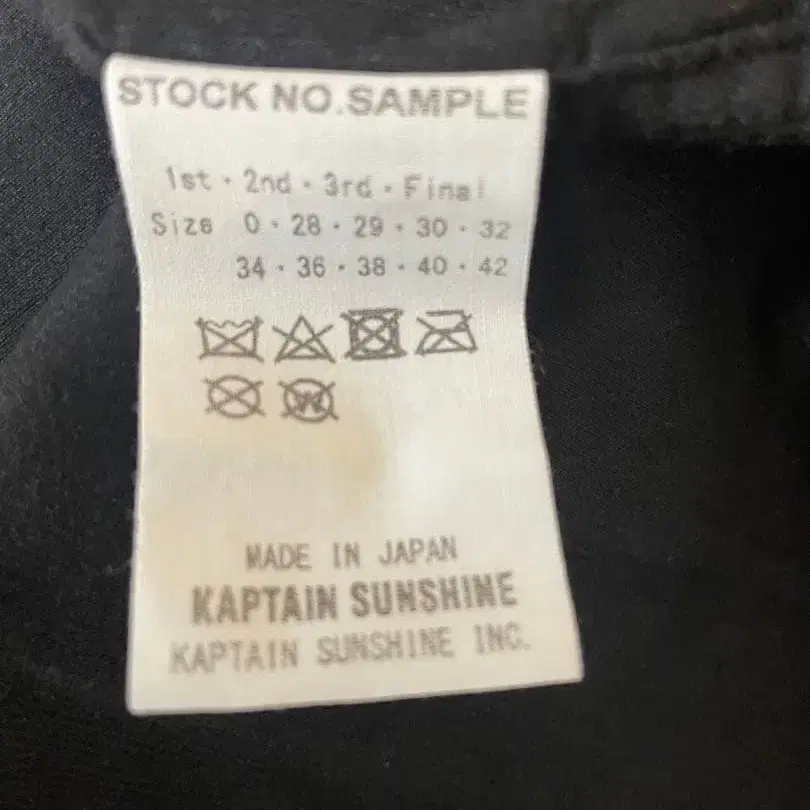 STOCK NO.SAMPLE
1st · 2nd · 3rd · Final
Size 0 · 28 · 29 · 30 · 32
34 · 36 · 38 · 40 · 42
W
MADE IN JAPAN
KAPTAIN SUNSHINE
KAPTAIN SUNSHINE INC.